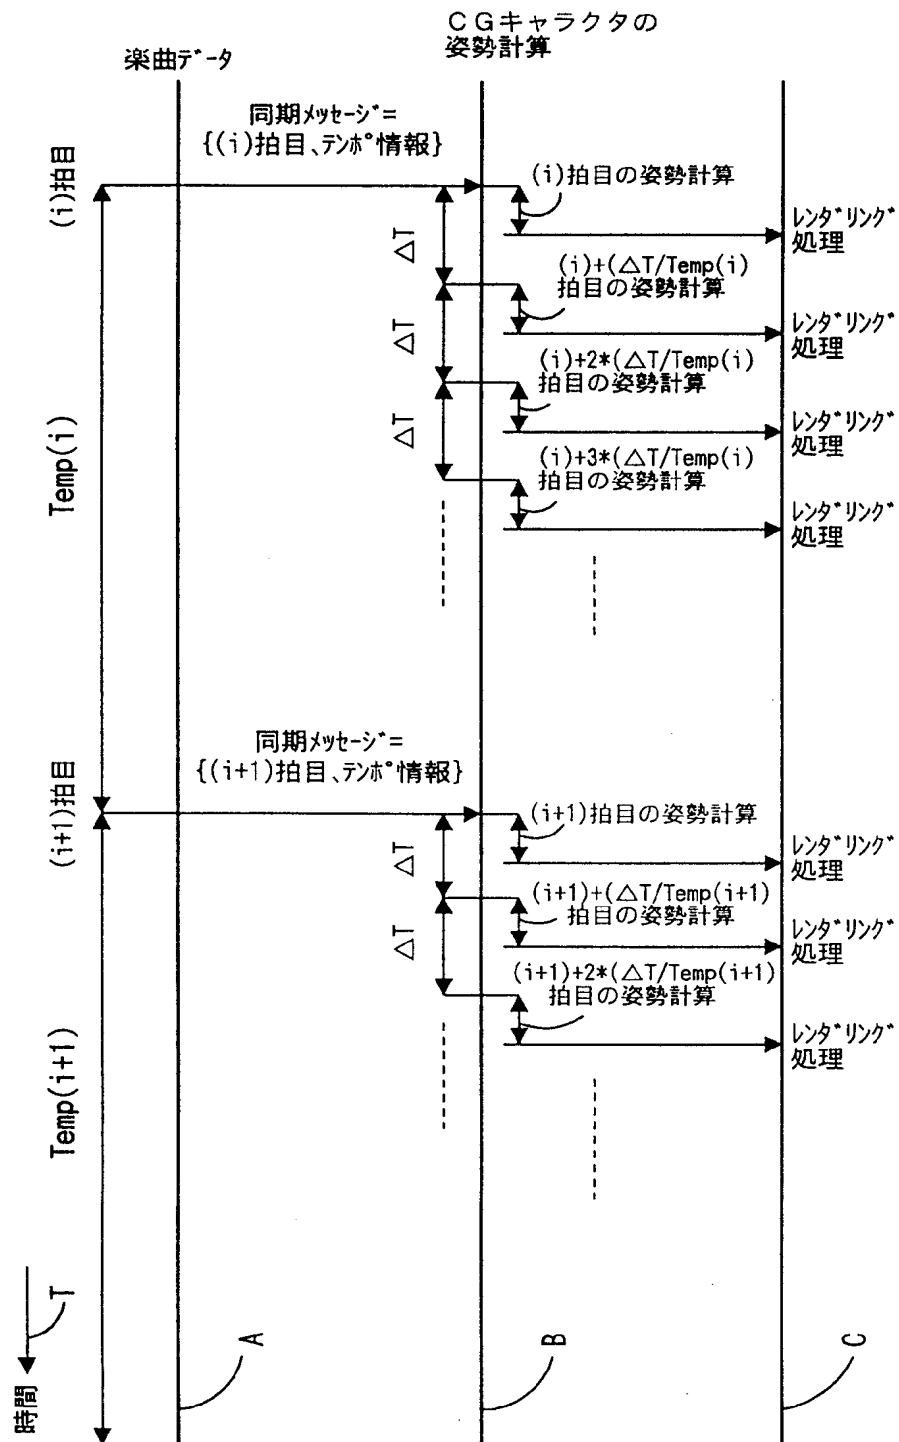 CGキャラクタの
姿勢計算
楽曲データ
同期メッセージ=
{(i)拍目、テンポ情報}
(i)拍目
(i)拍目の姿勢計算
レンダリング
処理
△T
(i)+(△T/Temp(i)
拍目の姿勢計算
レンダリング
処理
△T
(i)+2*(△T/Temp(i)
拍目の姿勢計算
レンダリング
処理
△T
(i)+3*(△T/Temp(i)
拍目の姿勢計算
レンダリング
処理
Temp(i)
同期メッセージ=
{(i+1)拍目、テンポ情報}
(i+1)拍目
(i+1)拍目の姿勢計算
レンダリング
処理
△T
(i+1)+(△T/Temp(i+1)
拍目の姿勢計算
レンダリング
処理
△T
(i+1)+2*(△T/Temp(i+1)
拍目の姿勢計算
レンダリング
処理
Temp(i+1)
T
時間
A
B
C